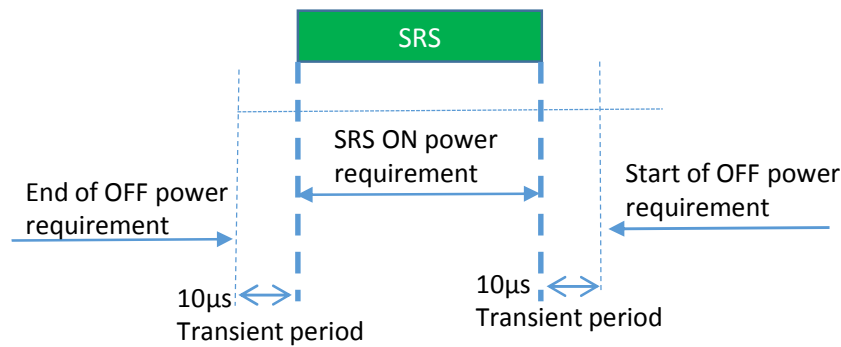 SRS
SRS ON power
requirement
End of OFF power
requirement
Start of OFF power
requirement
10µs
Transient period
10µs
Transient period